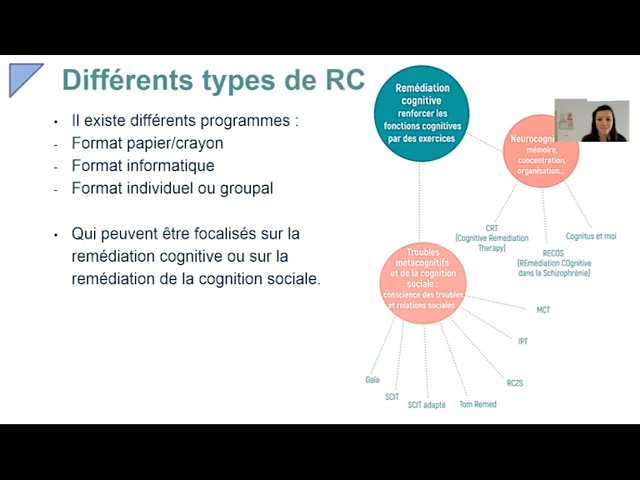 Différents types de RC
Il existe différents programmes :
- Format papier/crayon
- Format informatique
- Format individuel ou groupal
Qui peuvent être focalisés sur la
remédiation cognitive ou sur la
remédiation de la cognition sociale.
Remédiation
cognitive
renforcer les
fonctions cognitives
par des exercices
mémoire,
concentration,
organisation...
CRT
(Cognitive Remediation
Therapy)
RECOS
(REmédiation COgnitive
dans la Schizophrénie)
Cognitus et moi
Troubles
métacognitifs
et de la cognition
sociale :
conscience des troubles
et relations sociales
MCT
IPT
RC2S
Tom Remed
SCIT adapté
SCIT
Gaïa